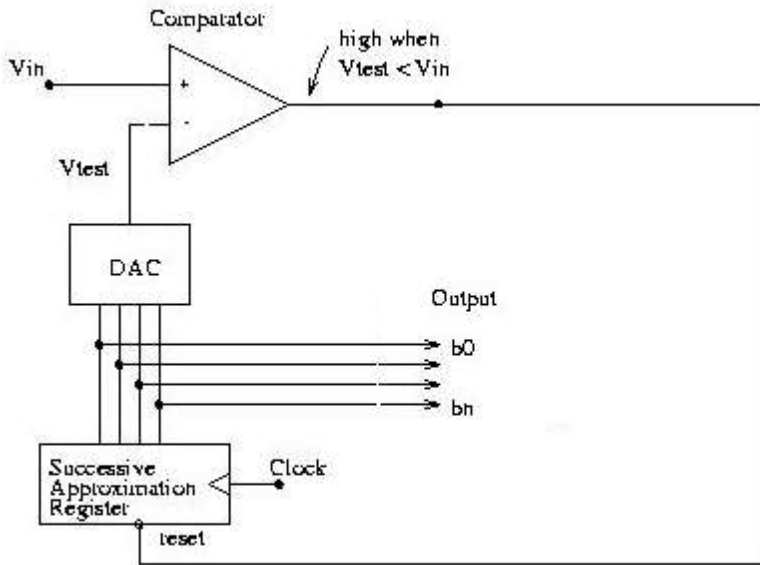 Comparator
high when
Vtest < Vin
Vin
+
-
Vtest
DAC
Output
b0
bn
Successive
Approximation
Register
Clock
reset